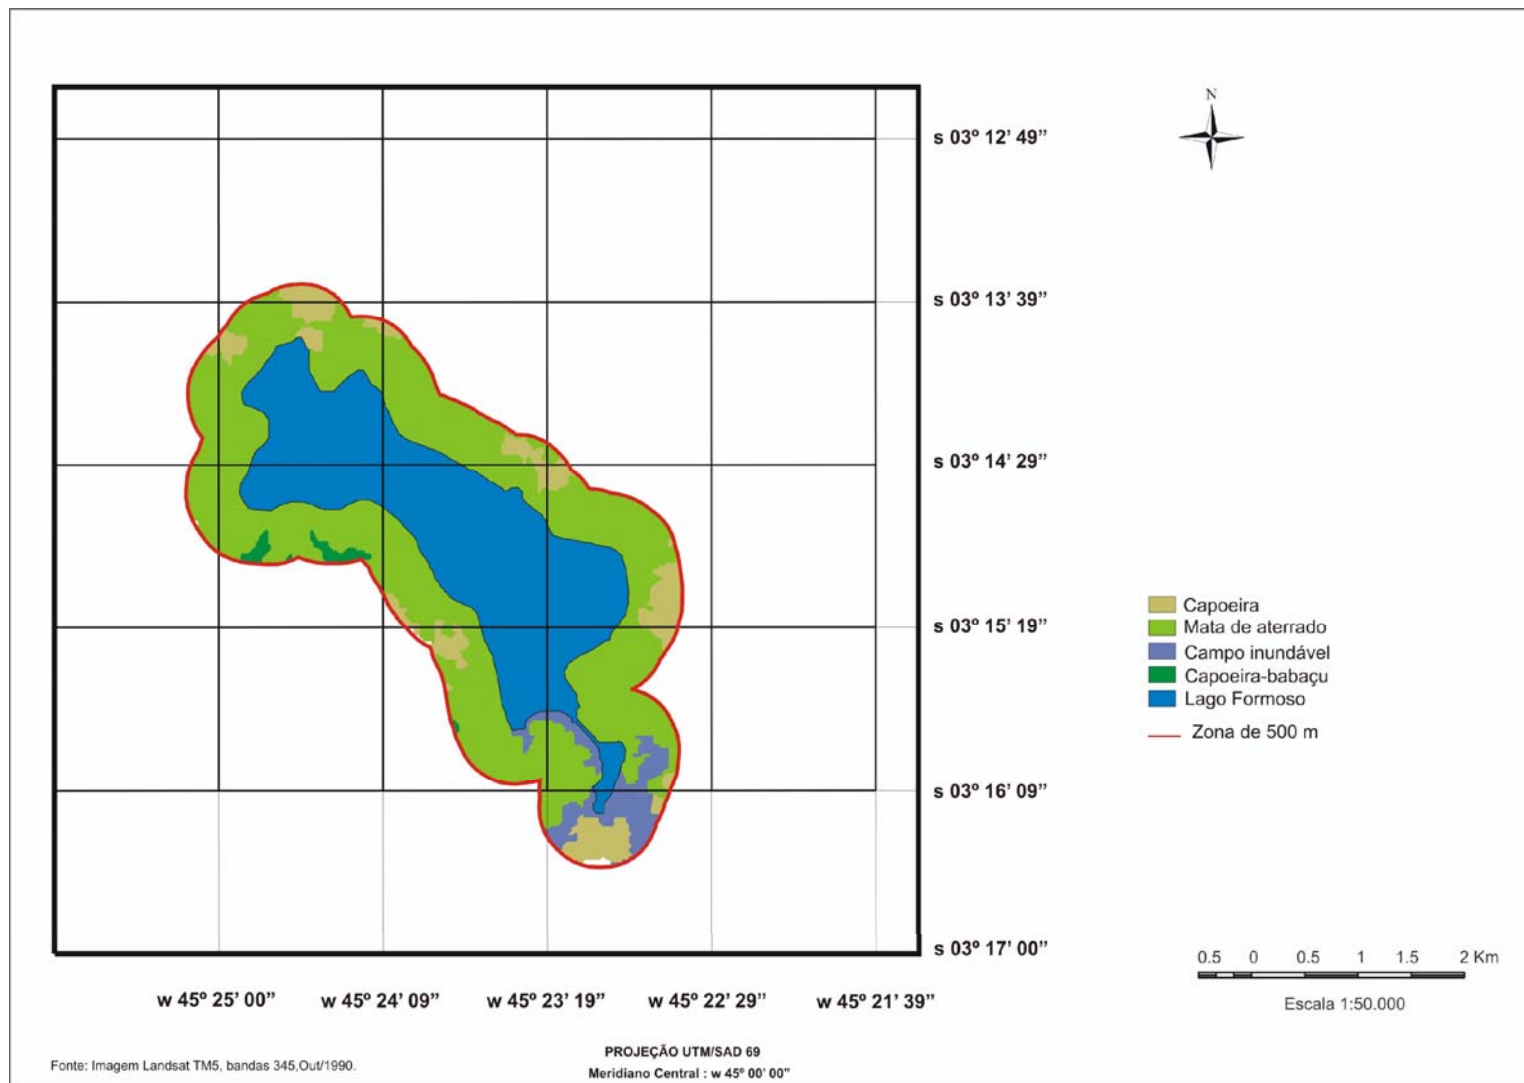 N
s 03º 12’ 49”
s 03º 13’ 39”
s 03º 14’ 29”
s 03º 15’ 19”
s 03º 16’ 09”
s 03º 17’ 00”
w 45º 25’ 00”
w 45º 24’ 09”
w 45º 23’ 19”
w 45º 22’ 29”
w 45º 21’ 39”
Capoeira
Mata de aterrado
Campo inundável
Capoeira-babaçu
Lago Formoso
Zona de 500 m
0.5 0 0.5 1 1.5 2 Km
Escala 1:50.000
PROJEÇÃO UTM/SAD 69
Meridiano Central : w 45º 00’ 00”
Fonte: Imagem Landsat TM5, bandas 345,Out/1990.